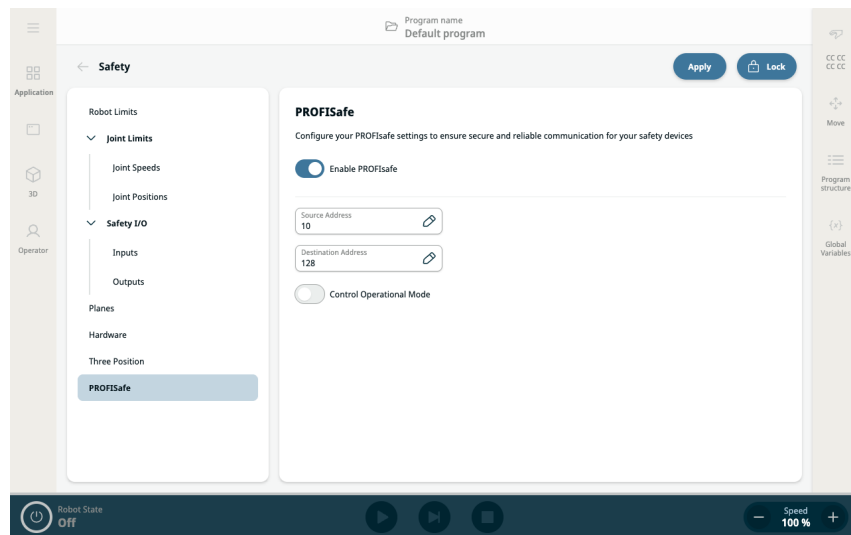 Program name
Default program
Safety
Apply
Lock
Application
3D
Operator
Robot Limits
Joint Limits
Joint Speeds
Joint Positions
Safety I/O
Inputs
Outputs
Planes
Hardware
Three Position
PROFISafe
PROFISafe
Configure your PROFIsafe settings to ensure secure and reliable communication for your safety devices
Enable PROFIsafe
Source Address
10
Destination Address
128
Control Operational Mode
CC CC
CC CC
Move
Program
structure
{x}
Global
Variables
Robot State
Off
Speed
100 %